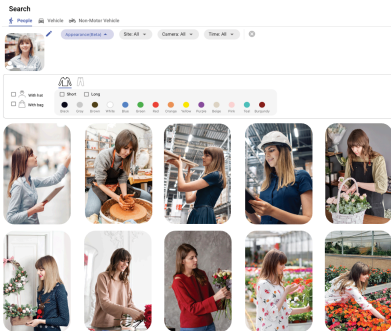 Search
People
Vehicle
Non-Motor Vehicle
Appearance(Beta)
Site: All
Camera: All
Time: All
With hat
With bag
Short
Long
Black
Gray
Brown
White
Blue
Green
Red
Orange
Yellow
Purple
Beige
Pink
Teal
Burgundy